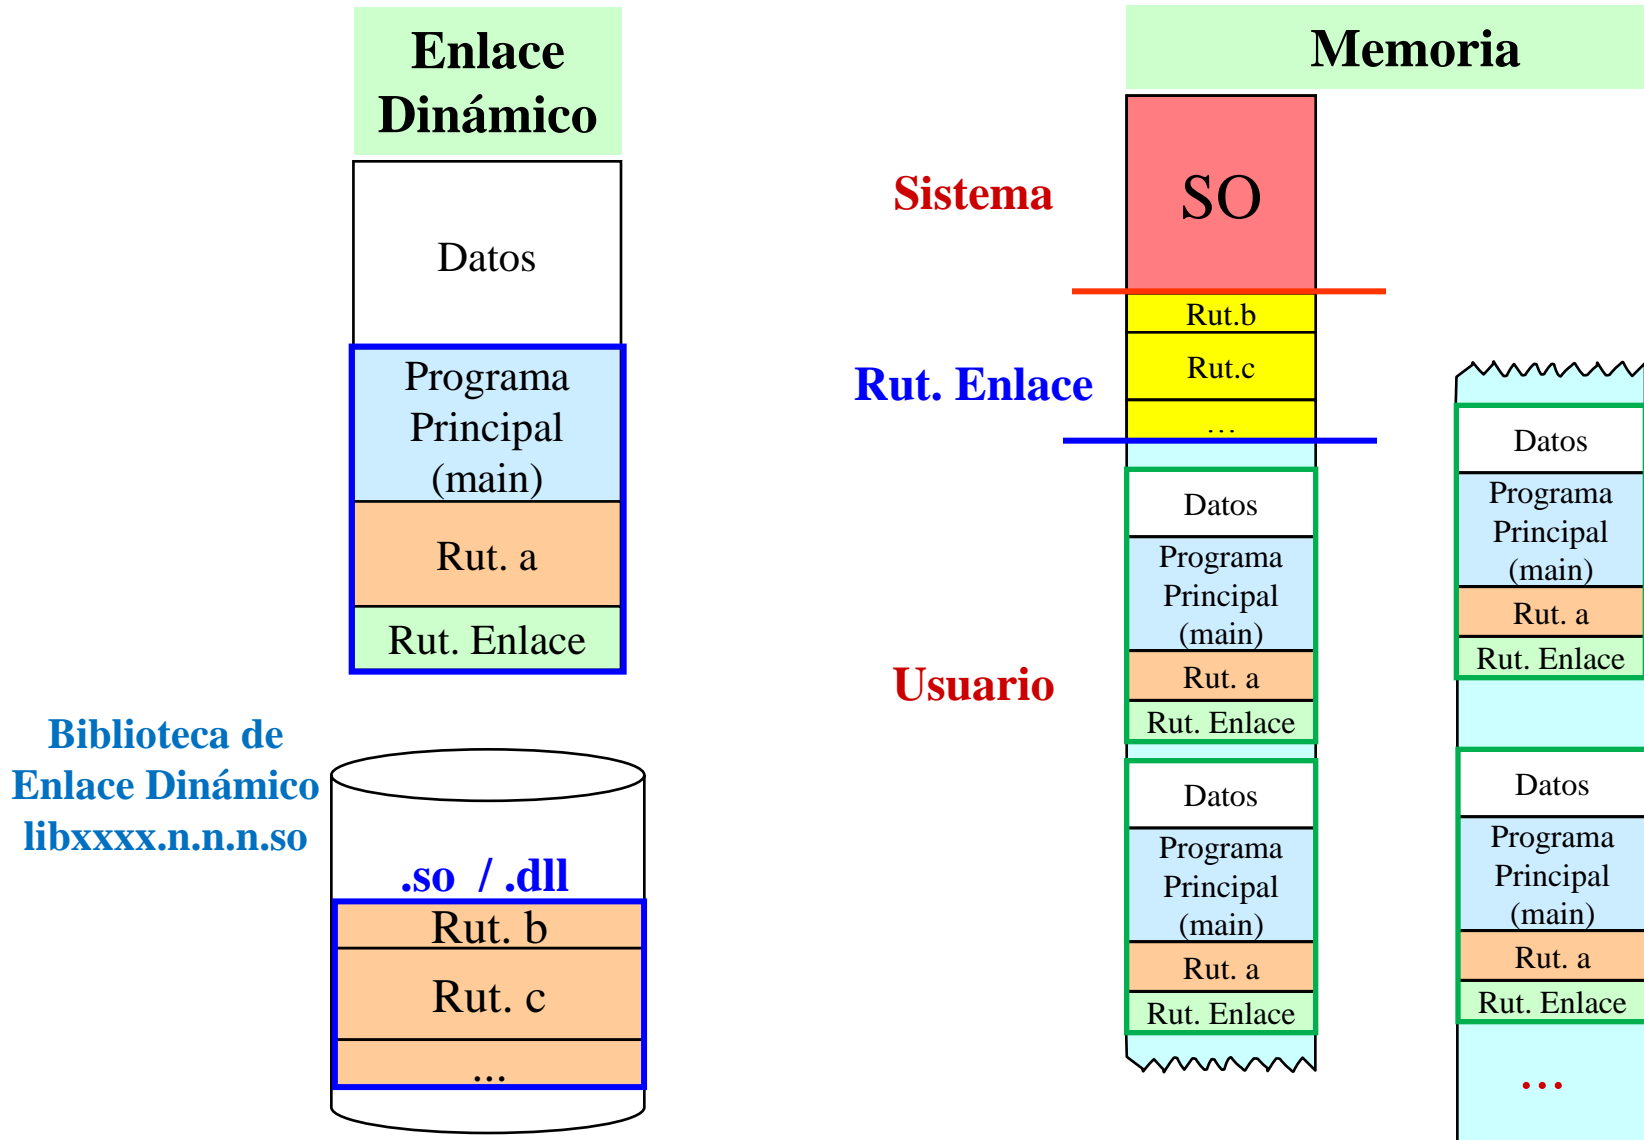 Enlace
Dinámico
Datos
Programa
Principal
(main)
Rut. a
Rut. Enlace
Biblioteca de
Enlace Dinámico
libxxxx.n.n.n.so
.so / .dll
Rut. b
Rut. c
...
Memoria
Sistema
SO
Rut. Enlace
Rut.b
Rut.c
...
Usuario
Datos
Programa
Principal
(main)
Rut. a
Rut. Enlace
Datos
Programa
Principal
(main)
Rut. a
Rut. Enlace
Datos
Programa
Principal
(main)
Rut. a
Rut. Enlace
Datos
Programa
Principal
(main)
Rut. a
Rut. Enlace
...